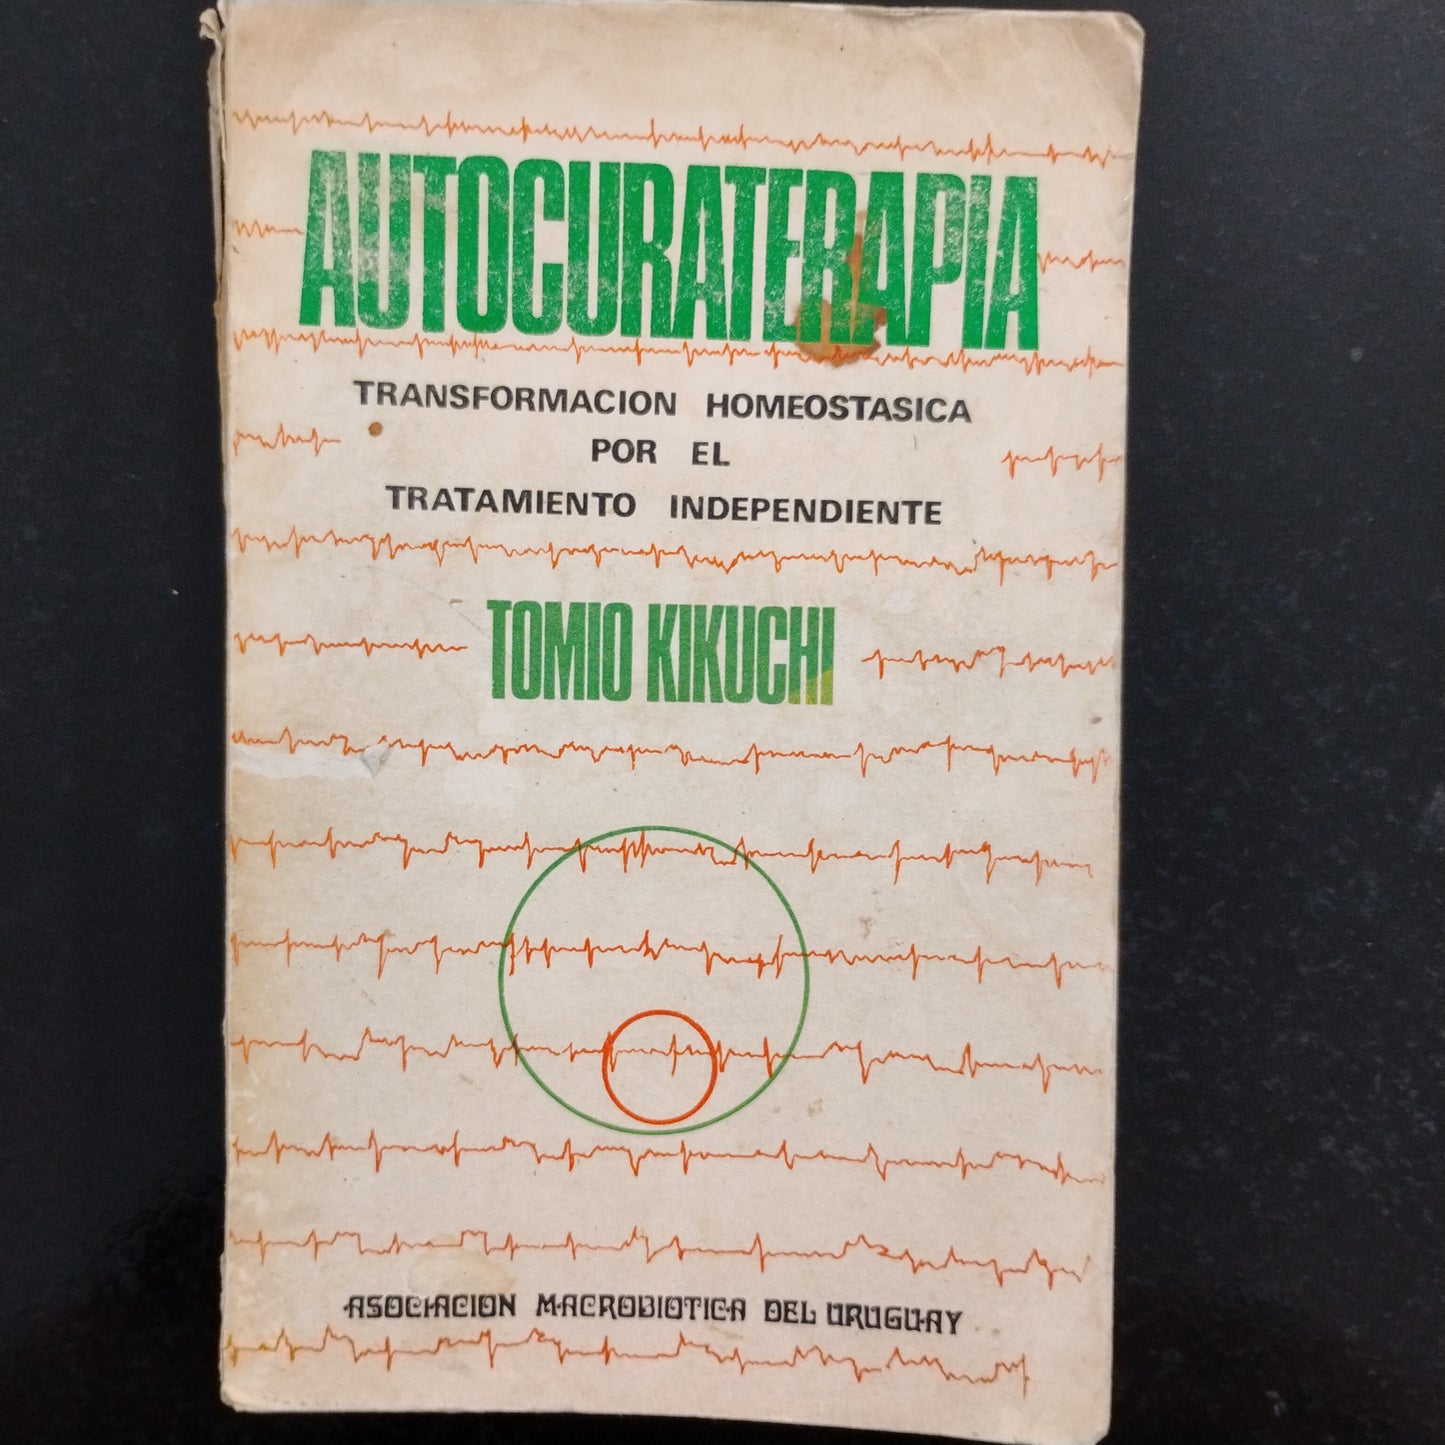 AUTOCURATERAPIA
TRANSFORMACION HOMEOSTASICA
POR EL
TRATAMIENTO INDEPENDIENTE
TOMIO KIKUCHI
ASOCIACION MACROBIOTICA DEL URUGUAY